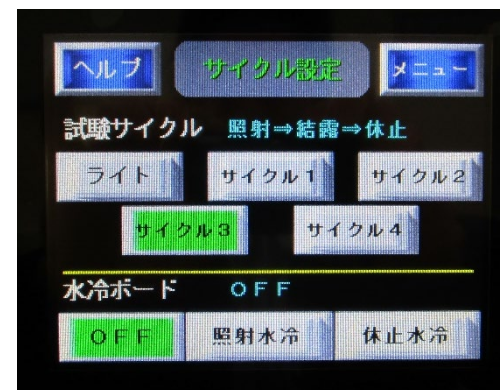 ヘルプ サイクル設定 メニュー
試験サイクル 照射⇒結露⇒休止
ライト サイクル1 サイクル2
サイクル3 サイクル4
水冷ボード OFF
OFF 照射水冷 休止水冷